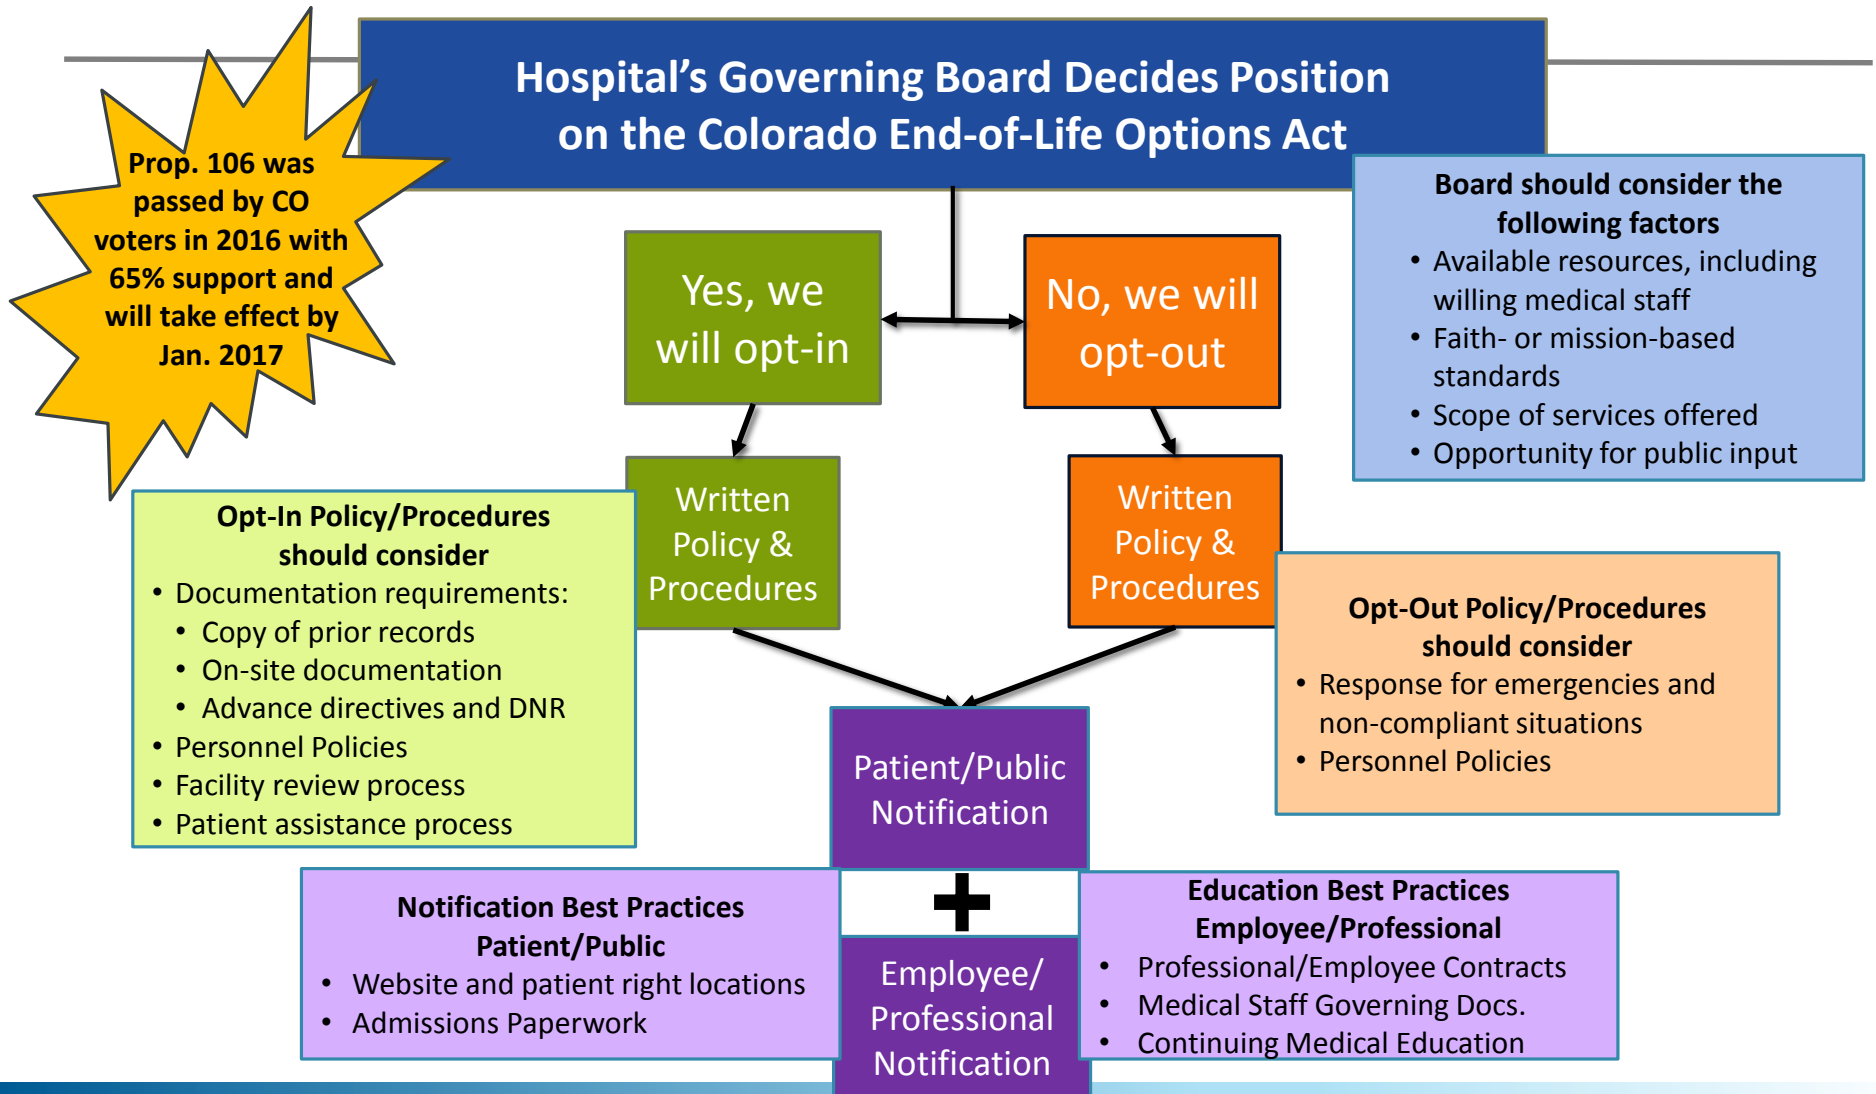 Hospital's Governing Board Decides Position
on the Colorado End-of-Life Options Act
Prop. 106 was
passed by CO
voters in 2016 with
65% support and
will take effect by
Jan. 2017
Board should consider the
following factors
• Available resources, including
willing medical staff
• Faith- or mission-based
standards
• Scope of services offered
• Opportunity for public input
Yes, we
will opt-in
No, we will
opt-out
Written
Policy &
Procedures
Written
Policy &
Procedures
Opt-In Policy/Procedures
should consider
• Documentation requirements:
• Copy of prior records
• On-site documentation
• Advance directives and DNR
• Personnel Policies
• Facility review process
• Patient assistance process
Opt-Out Policy/Procedures
should consider
• Response for emergencies and
non-compliant situations
• Personnel Policies
Patient/Public
Notification
+
Employee/
Professional
Notification
Notification Best Practices
Patient/Public
• Website and patient right locations
• Admissions Paperwork
Education Best Practices
Employee/Professional
• Professional/Employee Contracts
• Medical Staff Governing Docs.
• Continuing Medical Education